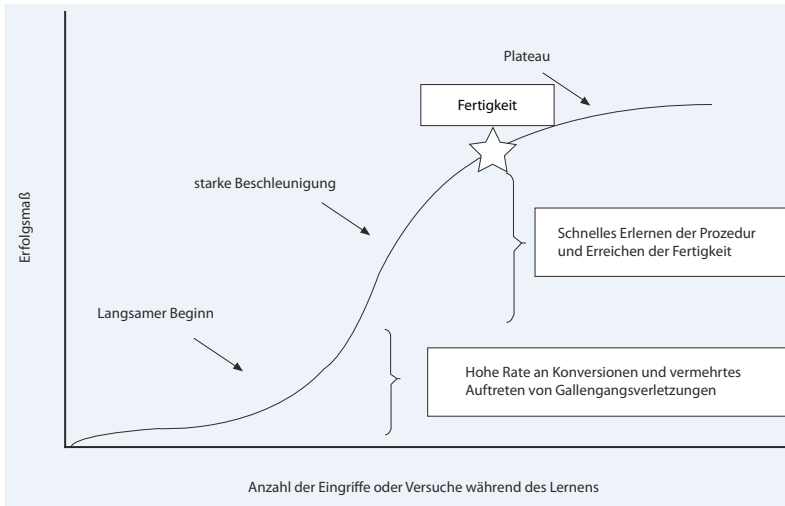 Plateau
Fertigkeit
starke Beschleunigung
Erfolgsmaß
Schnelles Erlernen der Prozedur
und Erreichen der Fertigkeit
Langsamer Beginn
Hohe Rate an Konversionen und vermehrtes
Auftreten von Gallengangsverletzungen
Anzahl der Eingriffe oder Versuche während des Lernens